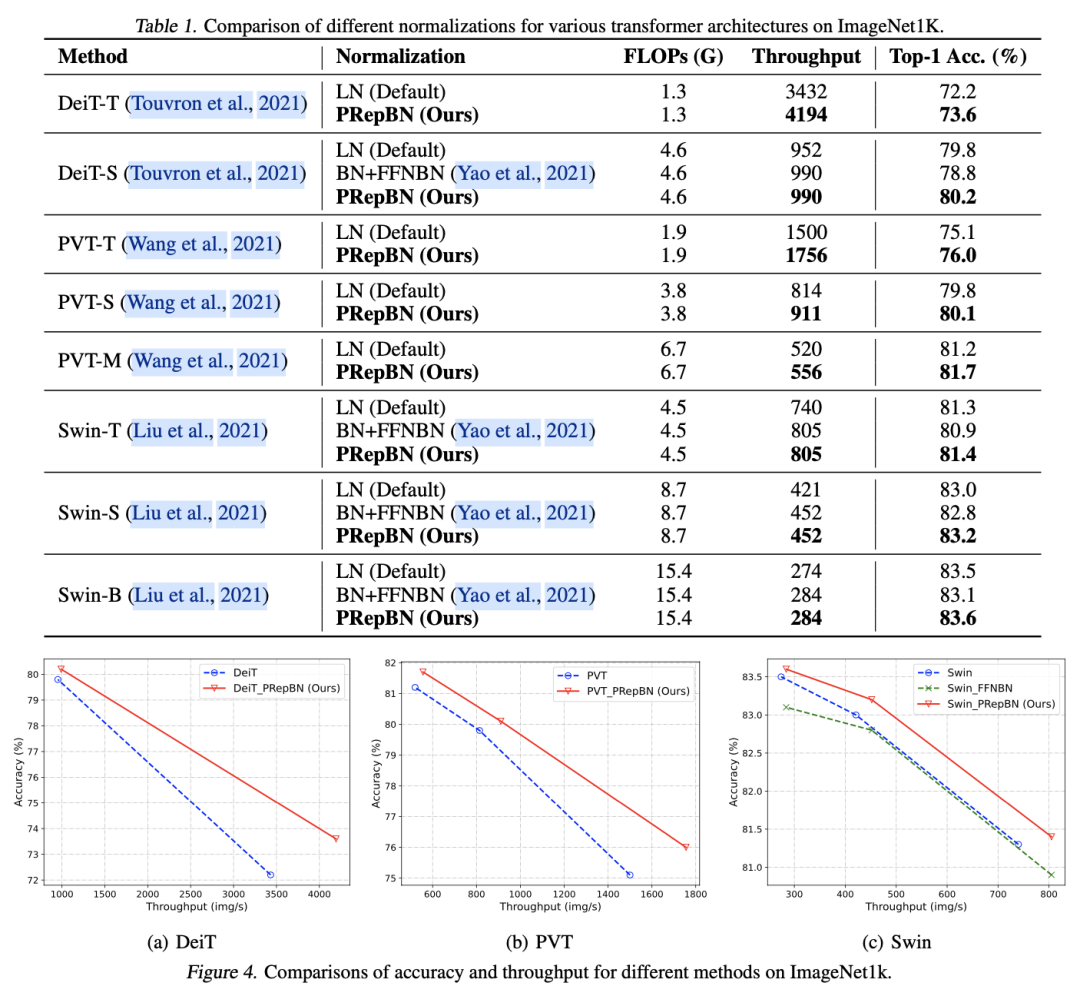 Table 1. Comparison of different normalizations for various transformer architectures on ImageNet1K.
Method Normalization FLOPs (G) Throughput Top-1 Acc. (%)
DeiT-T (Touvron et al., 2021)
LN (Default) 1.3 3432 72.2
PRepBN (Ours) 1.3 4194 73.6
DeiT-S (Touvron et al., 2021)
LN (Default) 4.6 952 79.8
BN+FFNBN (Yao et al., 2021) 4.6 990 78.8
PRepBN (Ours) 4.6 990 80.2
PVT-T (Wang et al., 2021)
LN (Default) 1.9 1500 75.1
PRepBN (Ours) 1.9 1756 76.0
PVT-S (Wang et al., 2021)
LN (Default) 3.8 814 79.8
PRepBN (Ours) 3.8 911 80.1
PVT-M (Wang et al., 2021)
LN (Default) 6.7 520 81.2
PRepBN (Ours) 6.7 556 81.7
Swin-T (Liu et al., 2021)
LN (Default) 4.5 740 81.3
BN+FFNBN (Yao et al., 2021) 4.5 805 80.9
PRepBN (Ours) 4.5 805 81.4
Swin-S (Liu et al., 2021)
LN (Default) 8.7 421 83.0
BN+FFNBN (Yao et al., 2021) 8.7 452 82.8
PRepBN (Ours) 8.7 452 83.2
Swin-B (Liu et al., 2021)
LN (Default) 15.4 274 83.5
BN+FFNBN (Yao et al., 2021) 15.4 284 83.1
PRepBN (Ours) 15.4 284 83.6
DeiT
DeiT_PRepBN (Ours)
Accuracy (%)
80
79
78
77
76
75
74
73
72
1000 1500 2000 2500 3000 3500 4000
Throughput (img/s)
(a) DeiT
PVT
PVT_PRepBN (Ours)
Accuracy (%)
82
81
80
79
78
77
76
75
600 800 1000 1200 1400 1600 1800
Throughput (img/s)
(b) PVT
Swin
Swin_FFNBN
Swin_PRepBN (Ours)
Accuracy (%)
83.5
83.0
82.5
82.0
81.5
81.0
300 400 500 600 700 800
Throughput (img/s)
(c) Swin
Figure 4. Comparisons of accuracy and throughput for different methods on ImageNet1k.